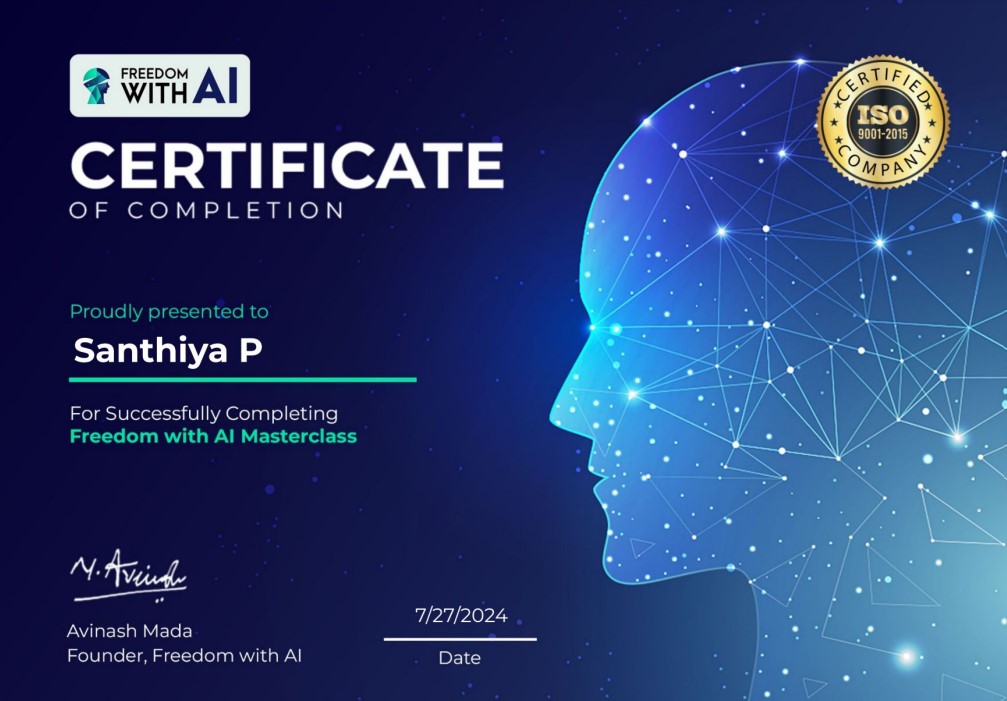 FREEDOM
WITH AI
CERTIFICATE
OF COMPLETION
CERTIFIED
ISO
9001-2015
COMPANY
Proudly presented to
Santhiya P
For Successfully Completing
Freedom with AI Masterclass
M. Avinash
Avinash Mada
Founder, Freedom with AI
7/27/2024
Date